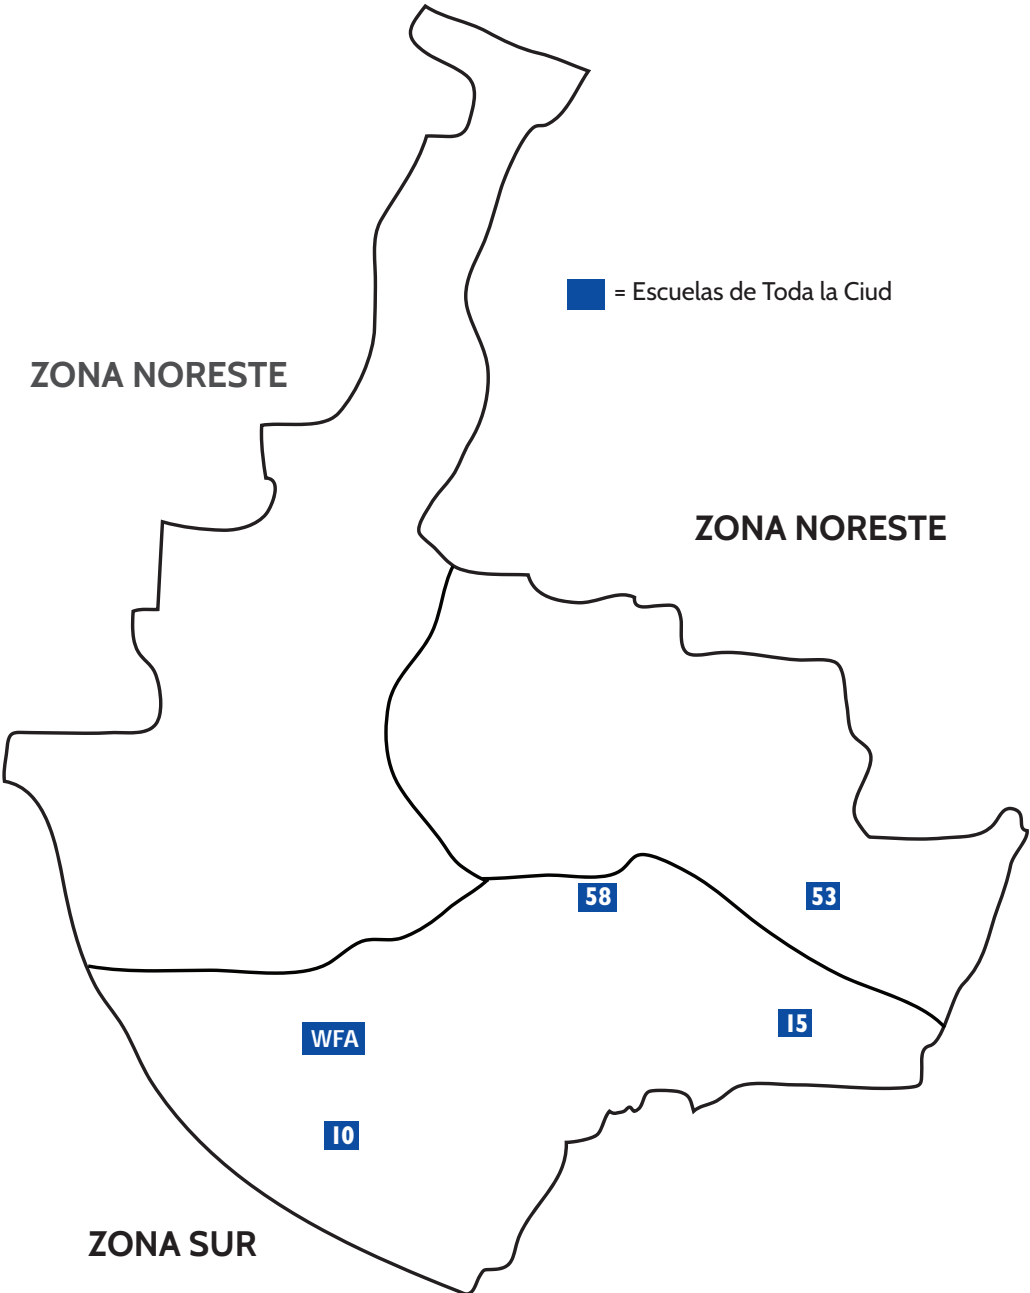 = Escuelas de Toda la Ciud
ZONA NORESTE
ZONA NORESTE
58
53
15
WFA
10
ZONA SUR